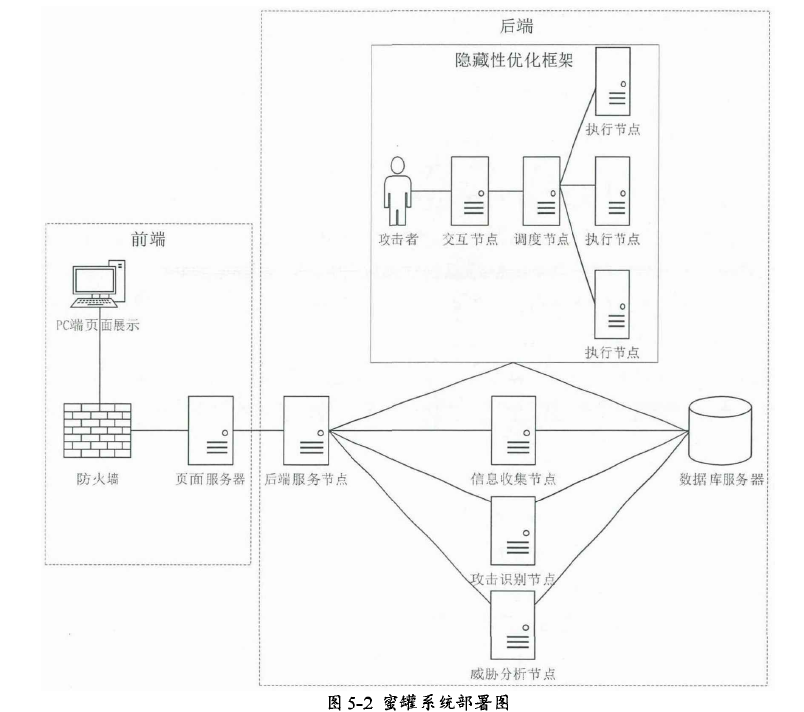 后端
隐藏性优化框架
执行节点
攻击者
交互节点
调度节点
执行节点
执行节点
前端
PC端页面展示
防火墙
页面服务器
后端服务节点
信息收集节点
数据库服务器
攻击识别节点
威胁分析节点
图 5-2 蜜罐系统部署图